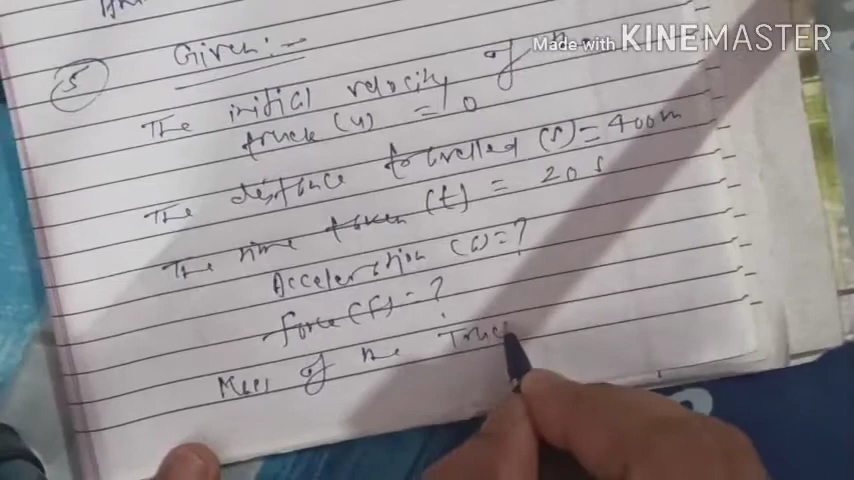 Made with KINEMASTER
5
Given:-
The initial velocity of
truck (u) = 0
The distance travelled (s) = 400m
The time taken (t) = 20 s
Acceleration (a) = ?
Force (F) = ?
Mass of the Truck